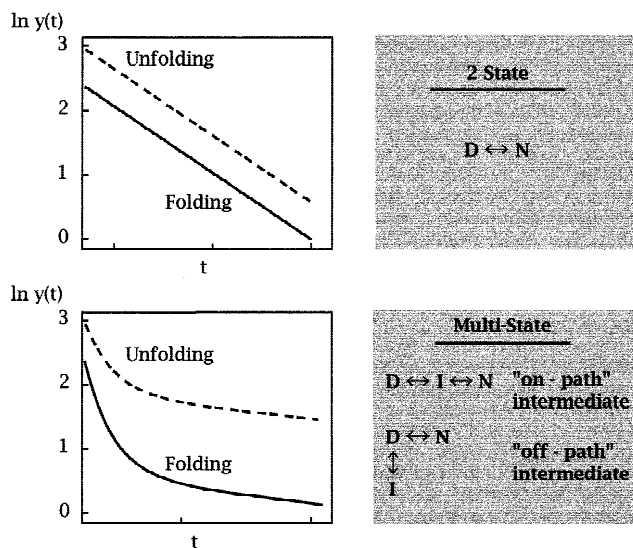 ln y(t)
3
2
1
0
Unfolding
Folding
t
2 State
D ↔ N
ln y(t)
3
2
1
0
Unfolding
Folding
t
Multi-State
D ↔ I ↔ N "on - path"
intermediate
D ↔ N
↕ "off - path"
I intermediate